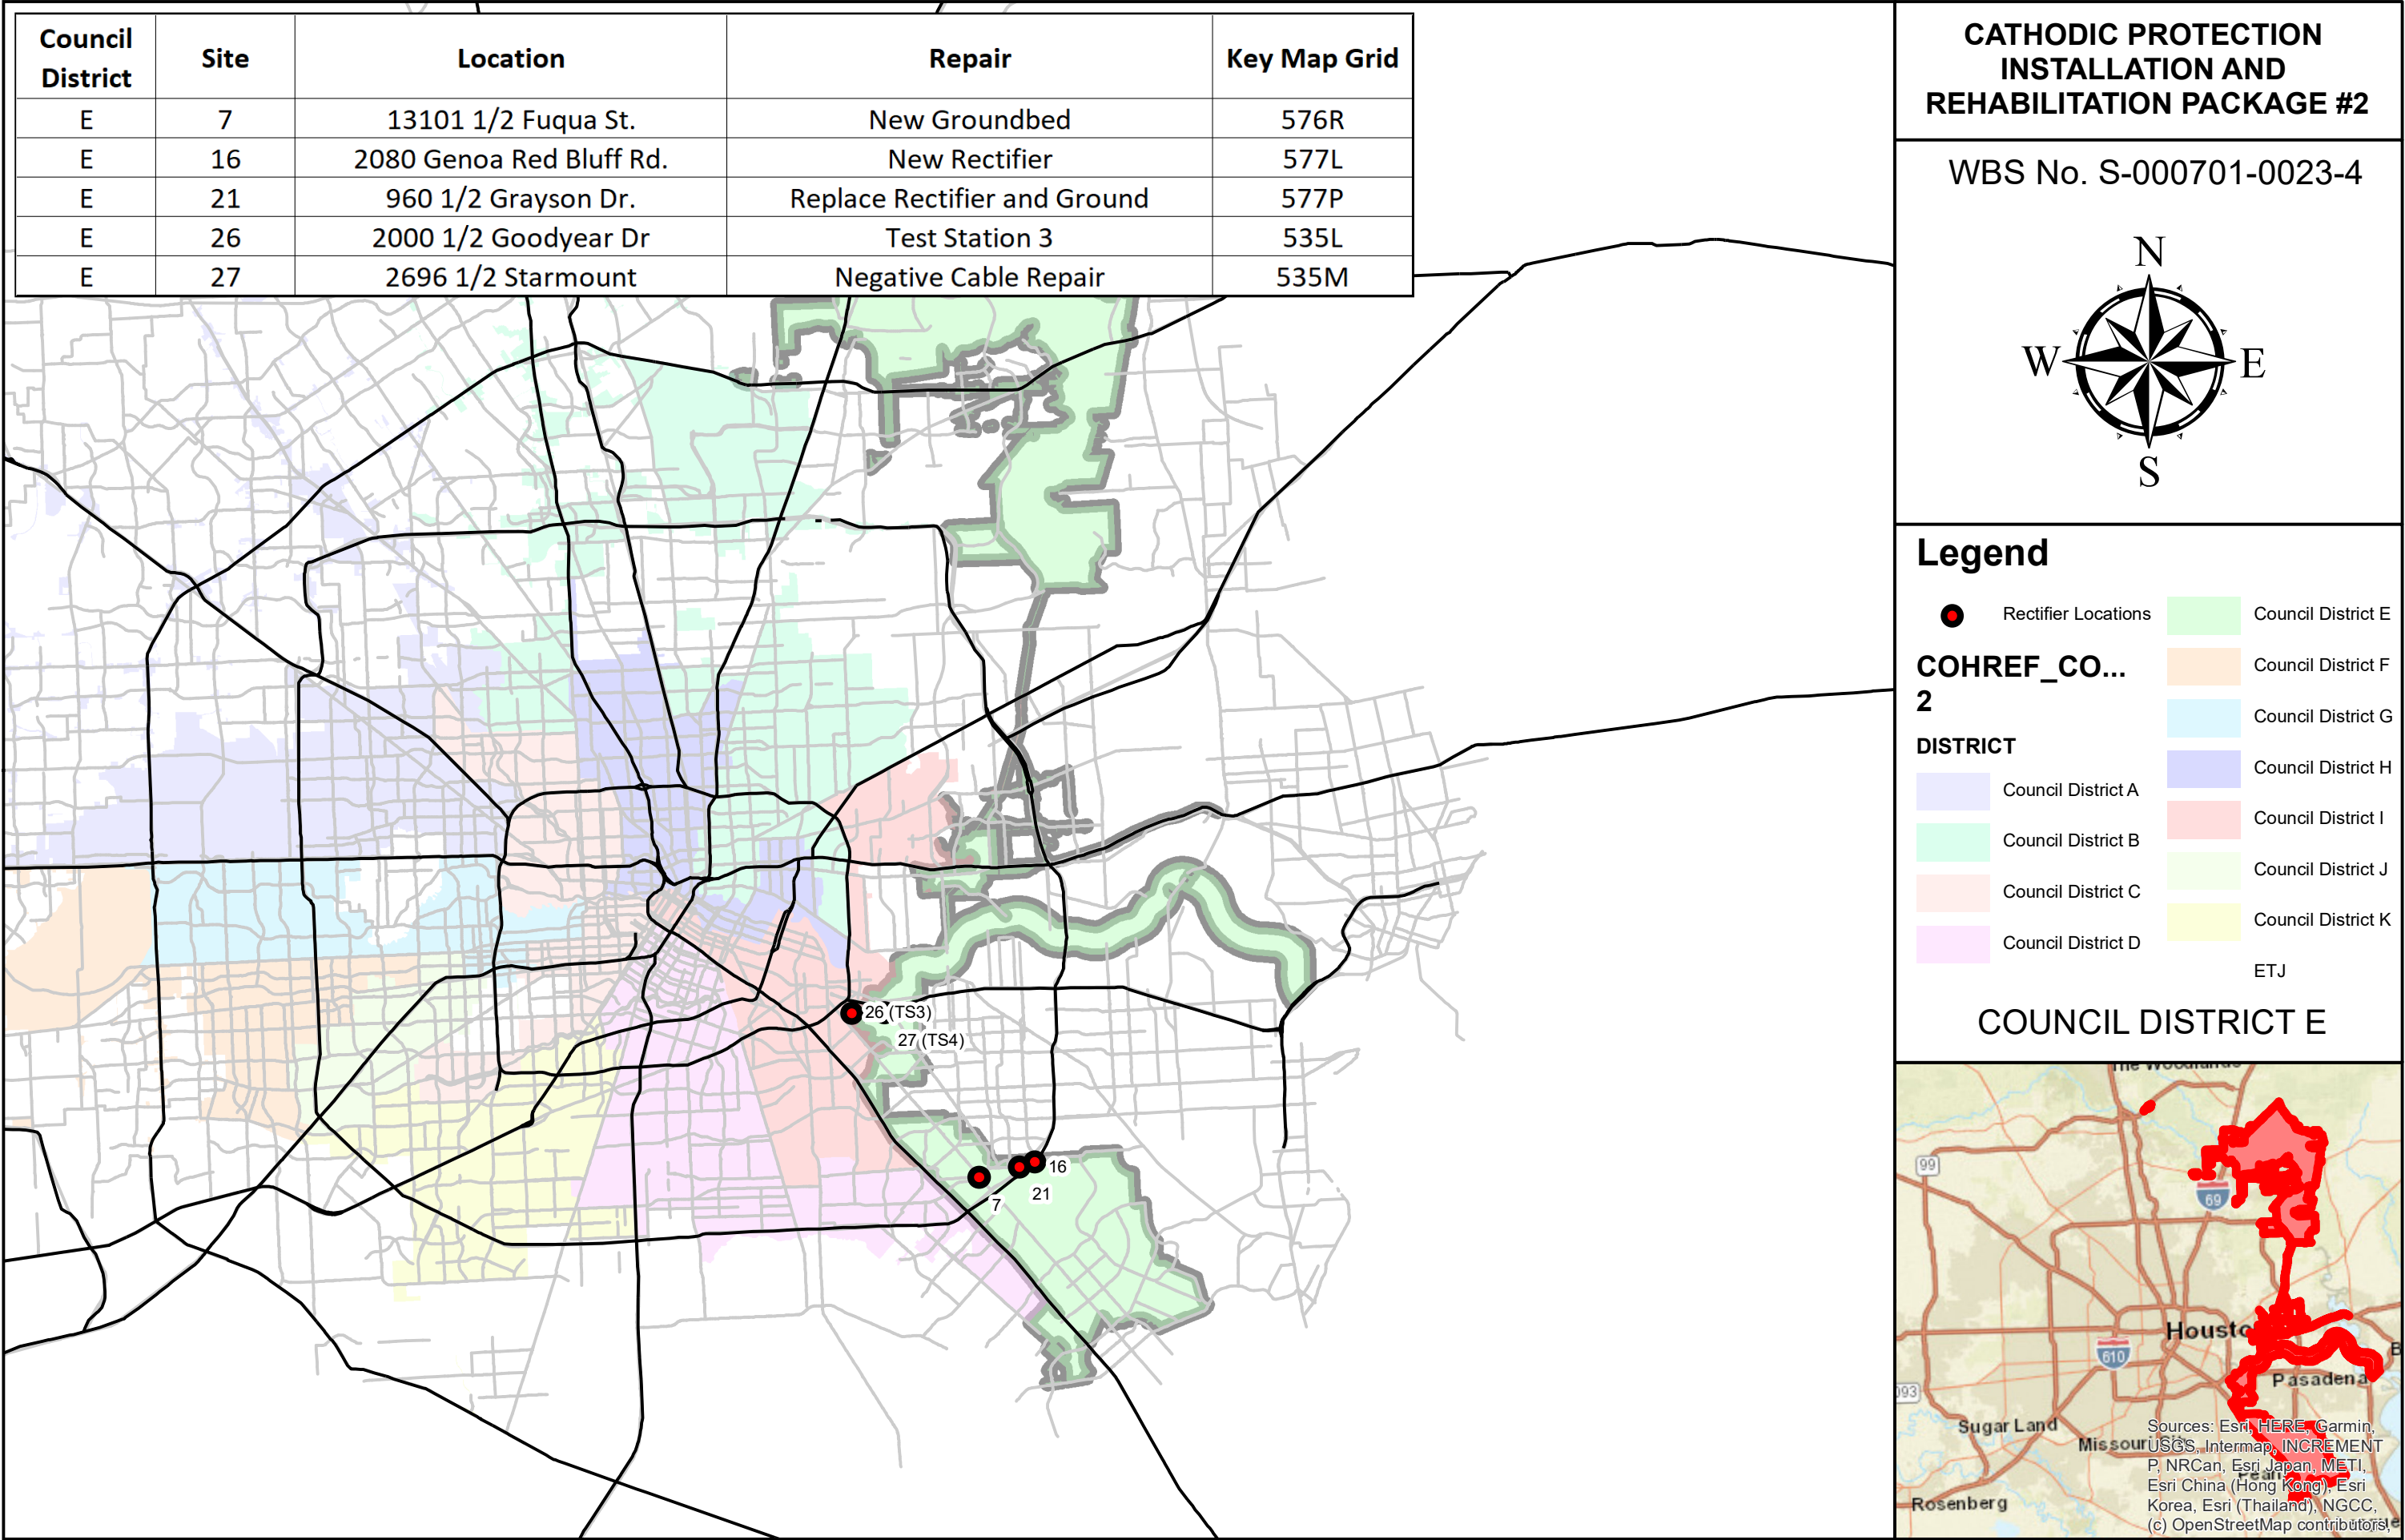 Council District | Site | Location | Repair | Key Map Grid
E | 7 | 13101 1/2 Fuqua St. | New Groundbed | 576R
E | 16 | 2080 Genoa Red Bluff Rd. | New Rectifier | 577L
E | 21 | 960 1/2 Grayson Dr. | Replace Rectifier and Ground | 577P
E | 26 | 2000 1/2 Goodyear Dr | Test Station 3 | 535L
E | 27 | 2696 1/2 Starmount | Negative Cable Repair | 535M
26 (TS3)
27 (TS4)
16
21
7
CATHODIC PROTECTION
INSTALLATION AND
REHABILITATION PACKAGE #2
WBS No. S-000701-0023-4
N
W
E
S
Legend
Rectifier Locations
COHREF_CO...
2
DISTRICT
Council District A
Council District B
Council District C
Council District D
Council District E
Council District F
Council District G
Council District H
Council District I
Council District J
Council District K
ETJ
COUNCIL DISTRICT E
The Woodlands
99
69
Housto
610
B
Pasadena
093
Sugar Land
Missouri
Rosenberg
Sources: Esri, HERE, Garmin,
USGS, Intermap, INCREMENT
P, NRCan, Esri Japan, METI,
Esri China (Hong Kong), Esri
Korea, Esri (Thailand), NGCC,
(c) OpenStreetMap contributors,